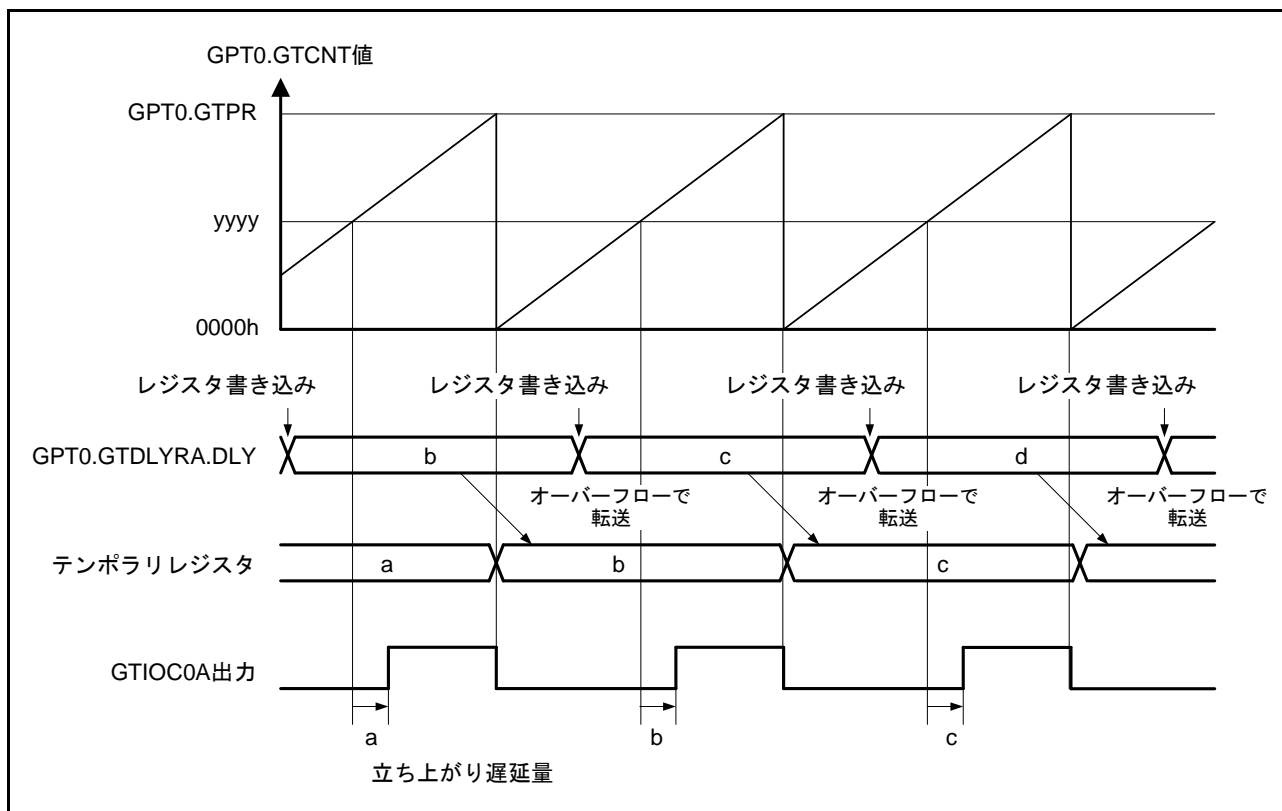 GPT0.GTCNT値
GPT0.GTPR
yyyy
0000h
レジスタ書き込み レジスタ書き込み レジスタ書き込み レジスタ書き込み
GPT0.GTDLYRA.DLY b c d
オーバーフローで オーバーフローで オーバーフローで
転送 転送 転送
テンポラリレジスタ a b c
GTIOC0A出力
a b c
立ち上がり遅延量